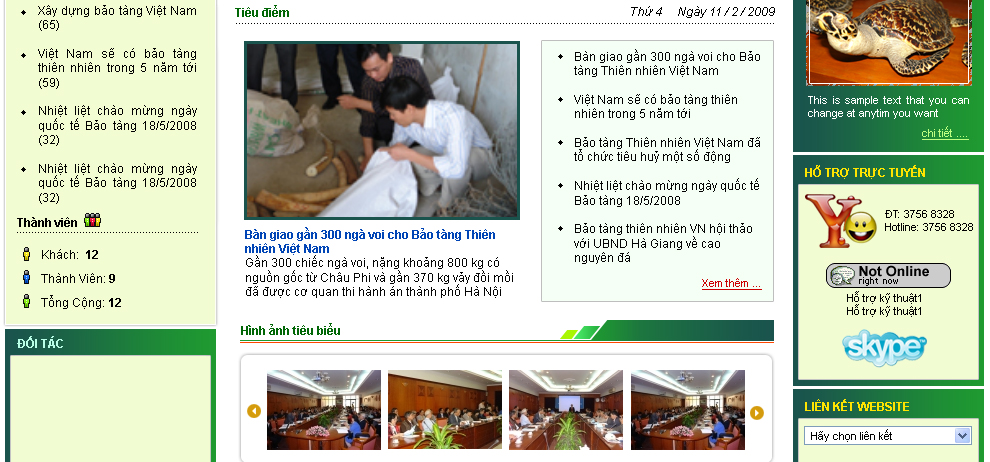 Xây dựng bảo tàng Việt Nam
(65)
Việt Nam sẽ có bảo tàng
thiên nhiên trong 5 năm tới
(59)
Nhiệt liệt chào mừng ngày
quốc tế Bảo tàng 18/5/2008
(32)
Nhiệt liệt chào mừng ngày
quốc tế Bảo tàng 18/5/2008
(32)
Thành viên
Khách: 12
Thành Viên: 9
Tổng Cộng: 12
ĐỐI TÁC
Tiêu điểm
Thứ 4 Ngày 11 / 2 / 2009
Bàn giao gần 300 ngà voi cho Bảo tàng Thiên
nhiên Việt Nam
Gần 300 chiếc ngà voi, nặng khoảng 800 kg có
nguồn gốc từ Châu Phi và gần 370 kg vảy đồi mồi
đã được cơ quan thi hành án thành phố Hà Nội
Bàn giao gần 300 ngà voi cho Bảo
tàng Thiên nhiên Việt Nam
Việt Nam sẽ có bảo tàng thiên
nhiên trong 5 năm tới
Bảo tàng Thiên nhiên Việt Nam đã
tổ chức tiêu huỷ một số động
Nhiệt liệt chào mừng ngày quốc tế
Bảo tàng 18/5/2008
Bảo tàng thiên nhiên VN hội thảo
với UBND Hà Giang về cao
nguyên đá
Xem thêm ...
Hình ảnh tiêu biểu
This is sample text that you can
change at anytim you want
chi tiết ....
HỖ TRỢ TRỰC TUYẾN
ĐT: 3756 8328
Hotline: 3756 8328
Not Online
right now
Hỗ trợ kỹ thuật1
Hỗ trợ kỹ thuật1
skype
LIÊN KẾT WEBSITE
Hãy chọn liên kết